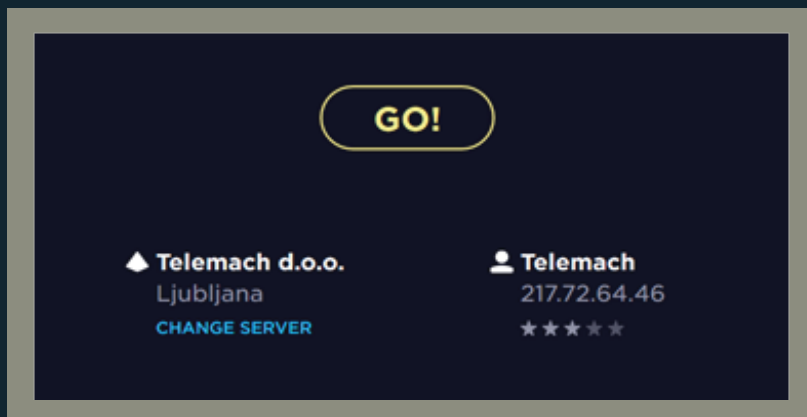 GO!
Telemach d.o.o.
Ljubljana
CHANGE SERVER
Telemach
217.72.64.46